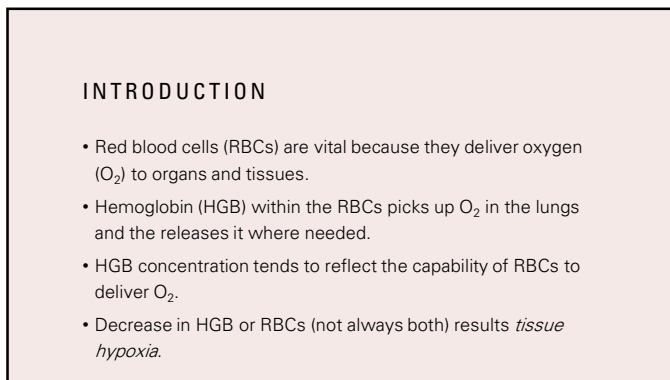 INTRODUCTION
• Red blood cells (RBCs) are vital because they deliver oxygen
(O₂) to organs and tissues.
• Hemoglobin (HGB) within the RBCs picks up O₂ in the lungs
and the releases it where needed.
• HGB concentration tends to reflect the capability of RBCs to
deliver O₂.
• Decrease in HGB or RBCs (not always both) results tissue
hypoxia.